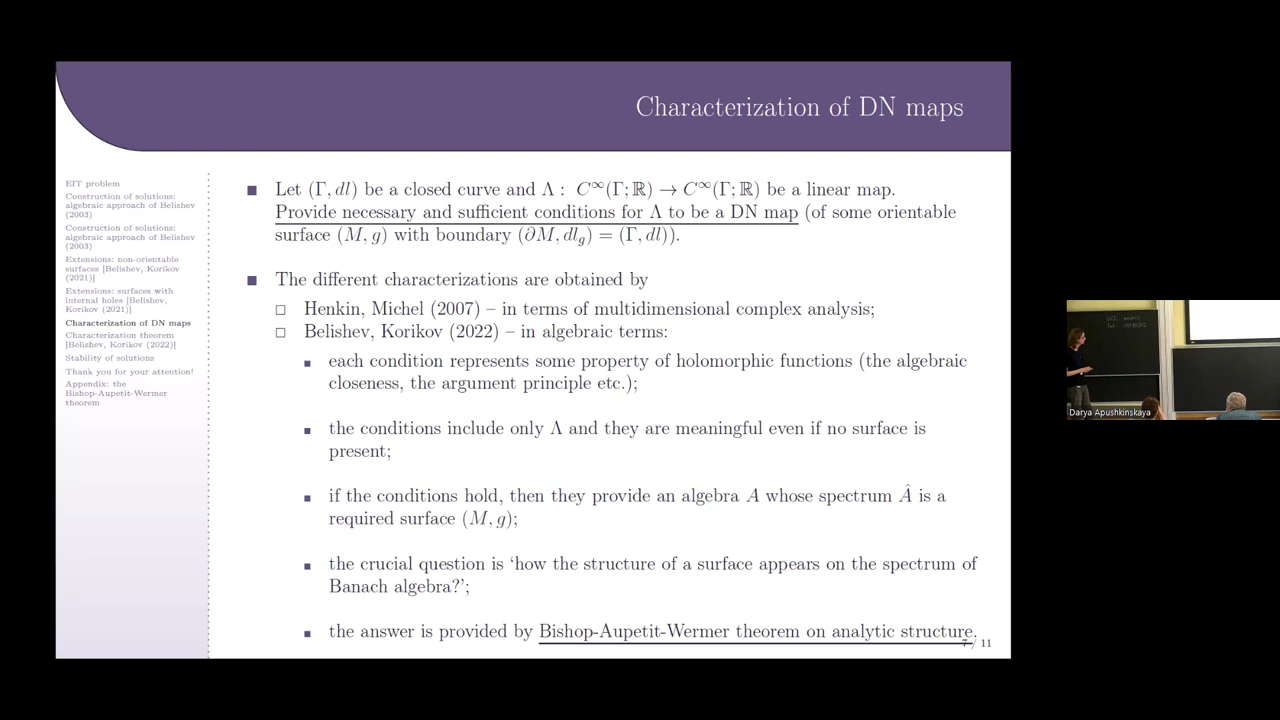 Characterization of DN maps
EIT problem
Construction of solutions:
algebraic approach of Belishev
(2003)
Construction of solutions:
algebraic approach of Belishev
(2003)
Extensions: non-orientable
surfaces [Belishev, Korikov
(2021)]
Extensions: surfaces with
internal holes [Belishev,
Korikov (2021)]
Characterization of DN maps
Characterization theorem
[Belishev, Korikov (2022)]
Stability of solutions
Thank you for your attention!
Appendix: the
Bishop-Aupetit-Wermer
theorem
Let (Γ, dl) be a closed curve and Λ : C^∞(Γ; ℝ) → C^∞(Γ; ℝ) be a linear map.
Provide necessary and sufficient conditions for Λ to be a DN map (of some orientable
surface (M, g) with boundary (∂M, dl_g) = (Γ, dl)).
The different characterizations are obtained by
Henkin, Michel (2007) – in terms of multidimensional complex analysis;
Belishev, Korikov (2022) – in algebraic terms:
each condition represents some property of holomorphic functions (the algebraic
closeness, the argument principle etc.);
the conditions include only Λ and they are meaningful even if no surface is
present;
if the conditions hold, then they provide an algebra A whose spectrum Â is a
required surface (M, g);
the crucial question is ‘how the structure of a surface appears on the spectrum of
Banach algebra?’;
the answer is provided by Bishop-Aupetit-Wermer theorem on analytic structure.
7 / 11
Darya Apushkinskaya